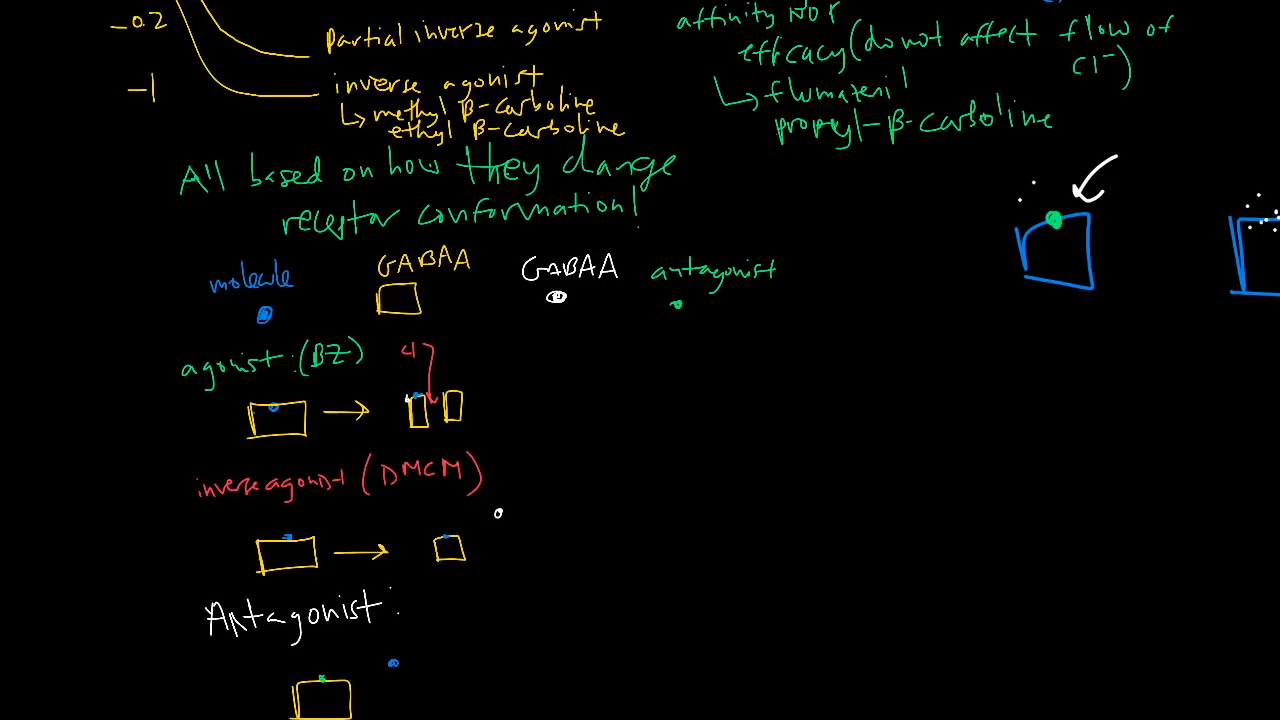 -0.2
partial inverse agonist
-1
inverse agonist
↳ methyl β-carboline
ethyl β-carboline
affinity NOT
efficacy (do not affect flow of
Cl⁻)
↳ flumazenil
propyl-β-carboline
All based on how they change
receptor conformation!
molecule
GABAA
GABAA
antagonist
agonist: (BZ)
inverse agonist (DMCM)
Antagonist: